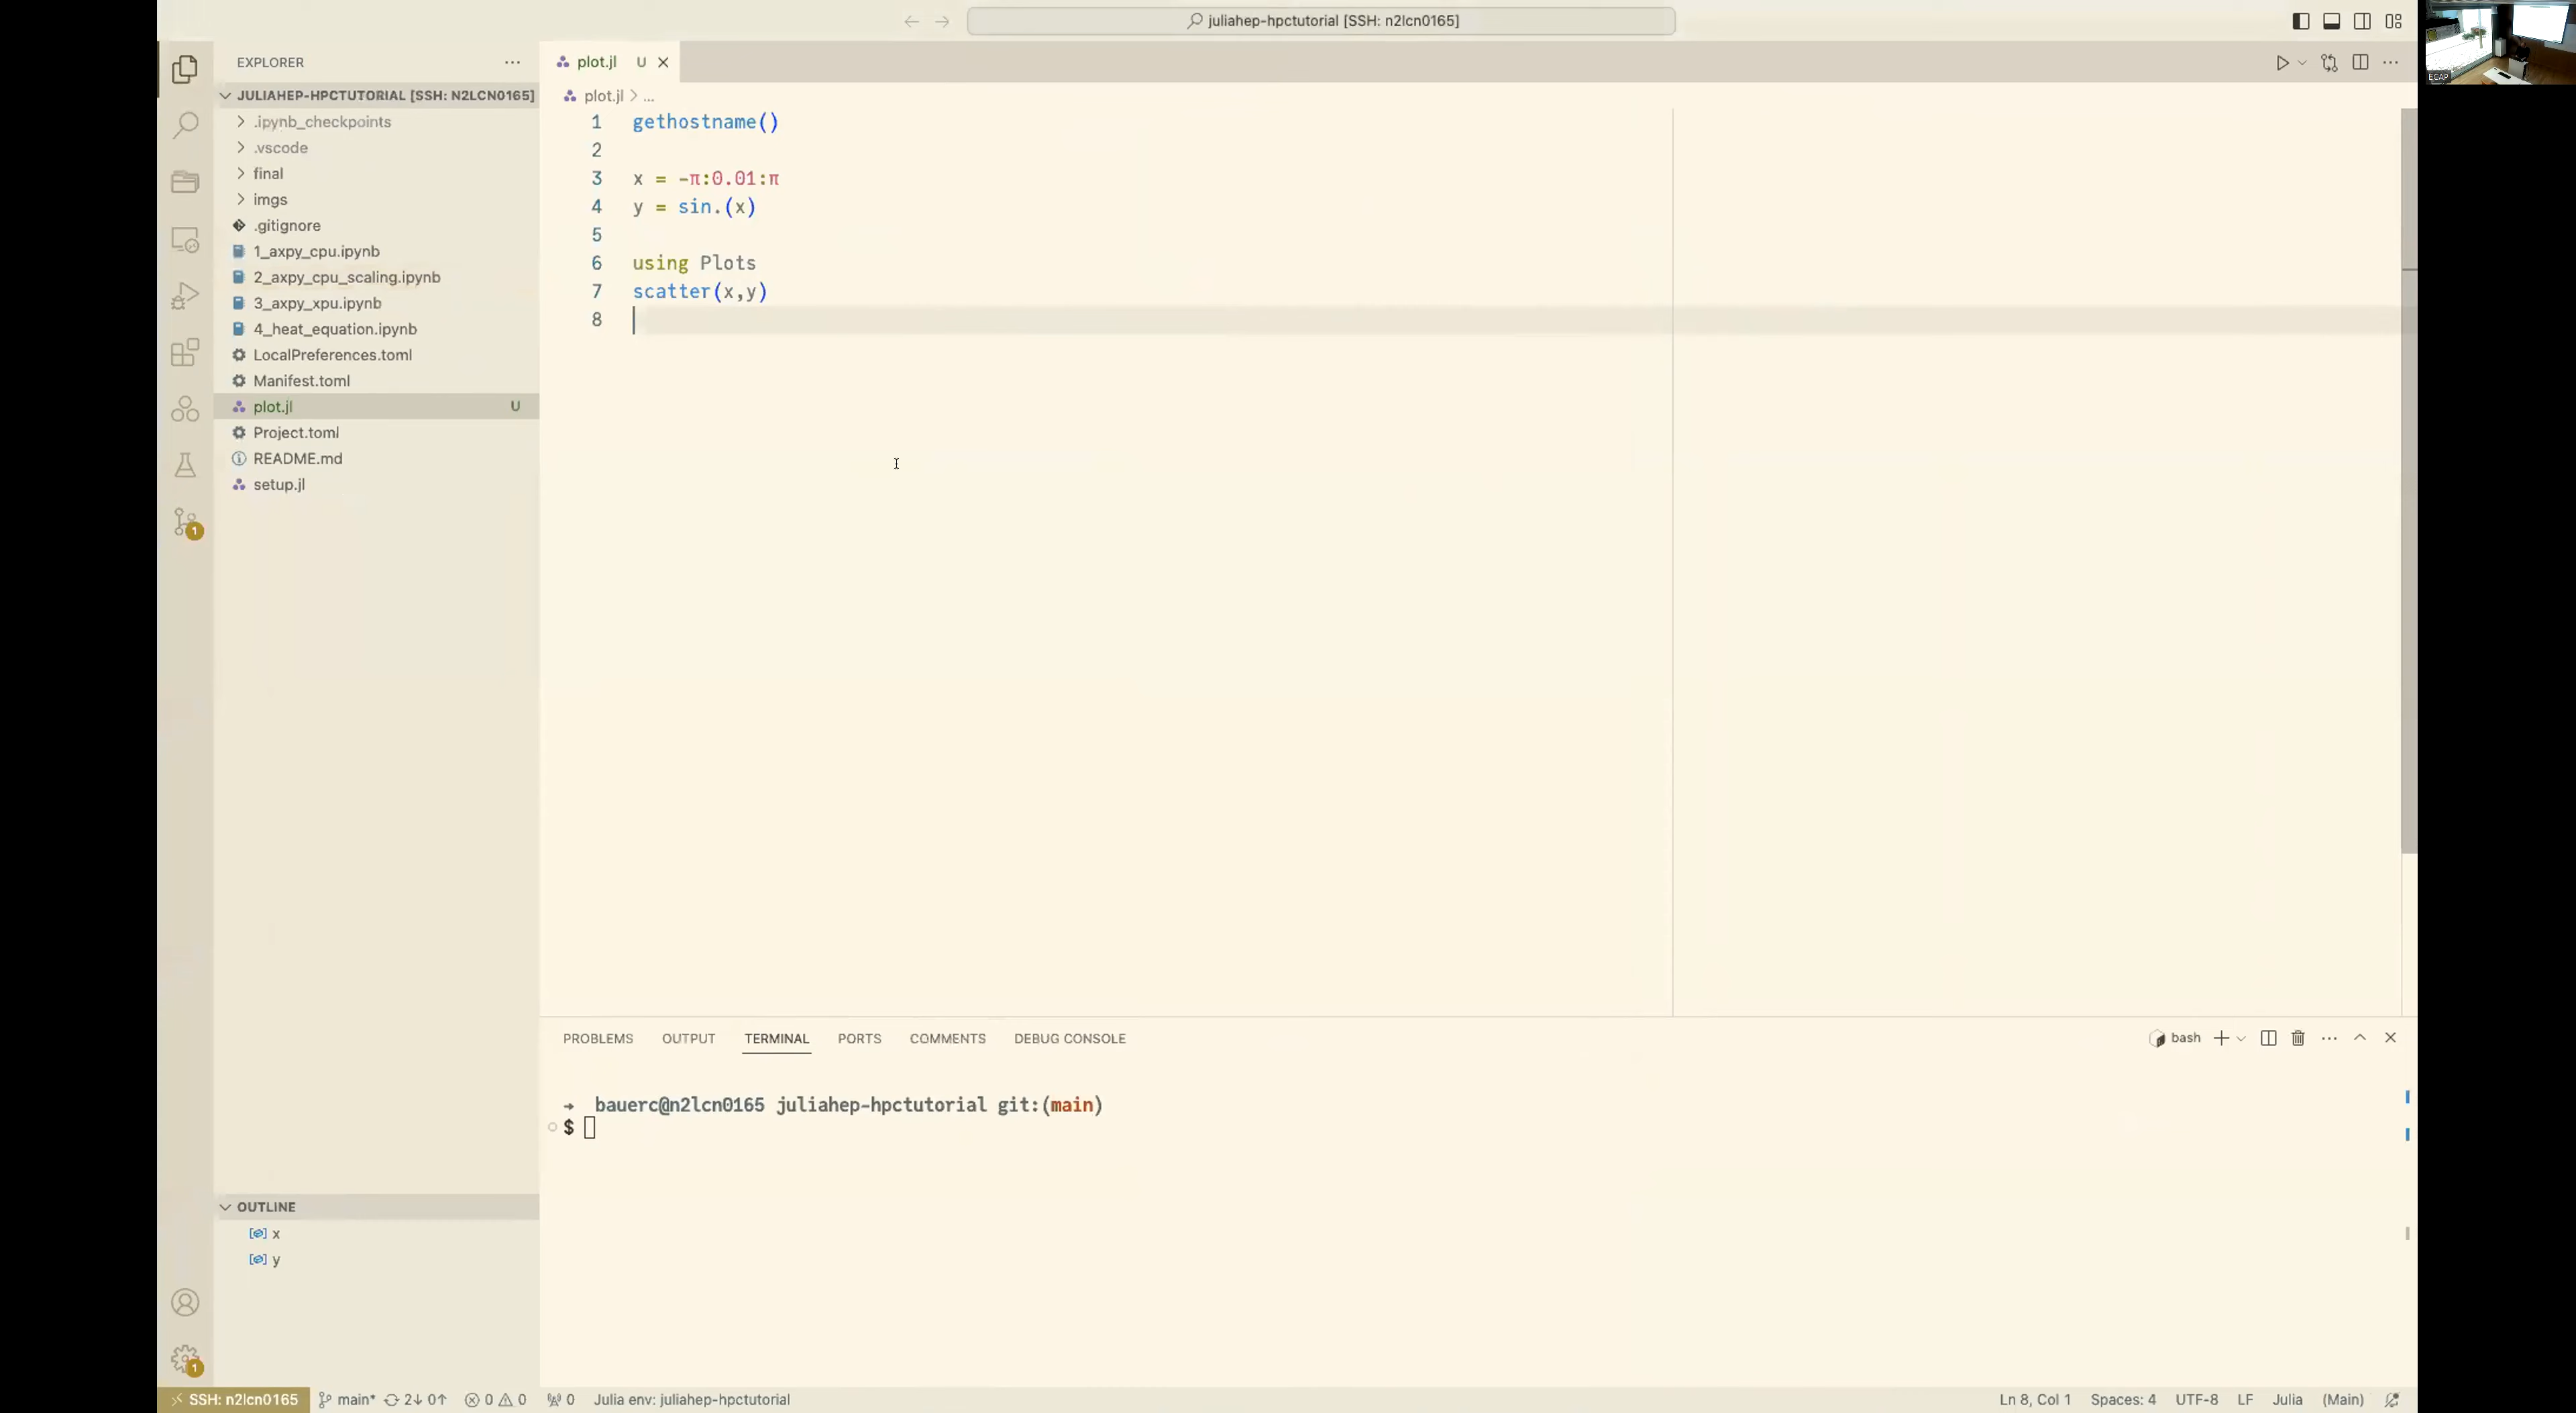 juliahep-hpctutorial [SSH: n2lcn0165]
EXPLORER
JULIAHEP-HPCTUTORIAL [SSH: N2LCN0165]
.ipynb_checkpoints
.vscode
final
imgs
.gitignore
1_axpy_cpu.ipynb
2_axpy_cpu_scaling.ipynb
3_axpy_xpu.ipynb
4_heat_equation.ipynb
LocalPreferences.toml
Manifest.toml
plot.jl U
Project.toml
README.md
setup.jl
OUTLINE
x
y
plot.jl U
plot.jl > ...
1 gethostname()
2
3 x = -π:0.01:π
4 y = sin.(x)
5
6 using Plots
7 scatter(x,y)
8
PROBLEMS OUTPUT TERMINAL PORTS COMMENTS DEBUG CONSOLE
bash
→ bauerc@n2lcn0165 juliahep-hpctutorial git:(main)
$
1
1
SSH: n2lcn0165 main* 2↓ 0↑ 0 0 0 Julia env: juliahep-hpctutorial
Ln 8, Col 1 Spaces: 4 UTF-8 LF Julia (Main)
ECAP